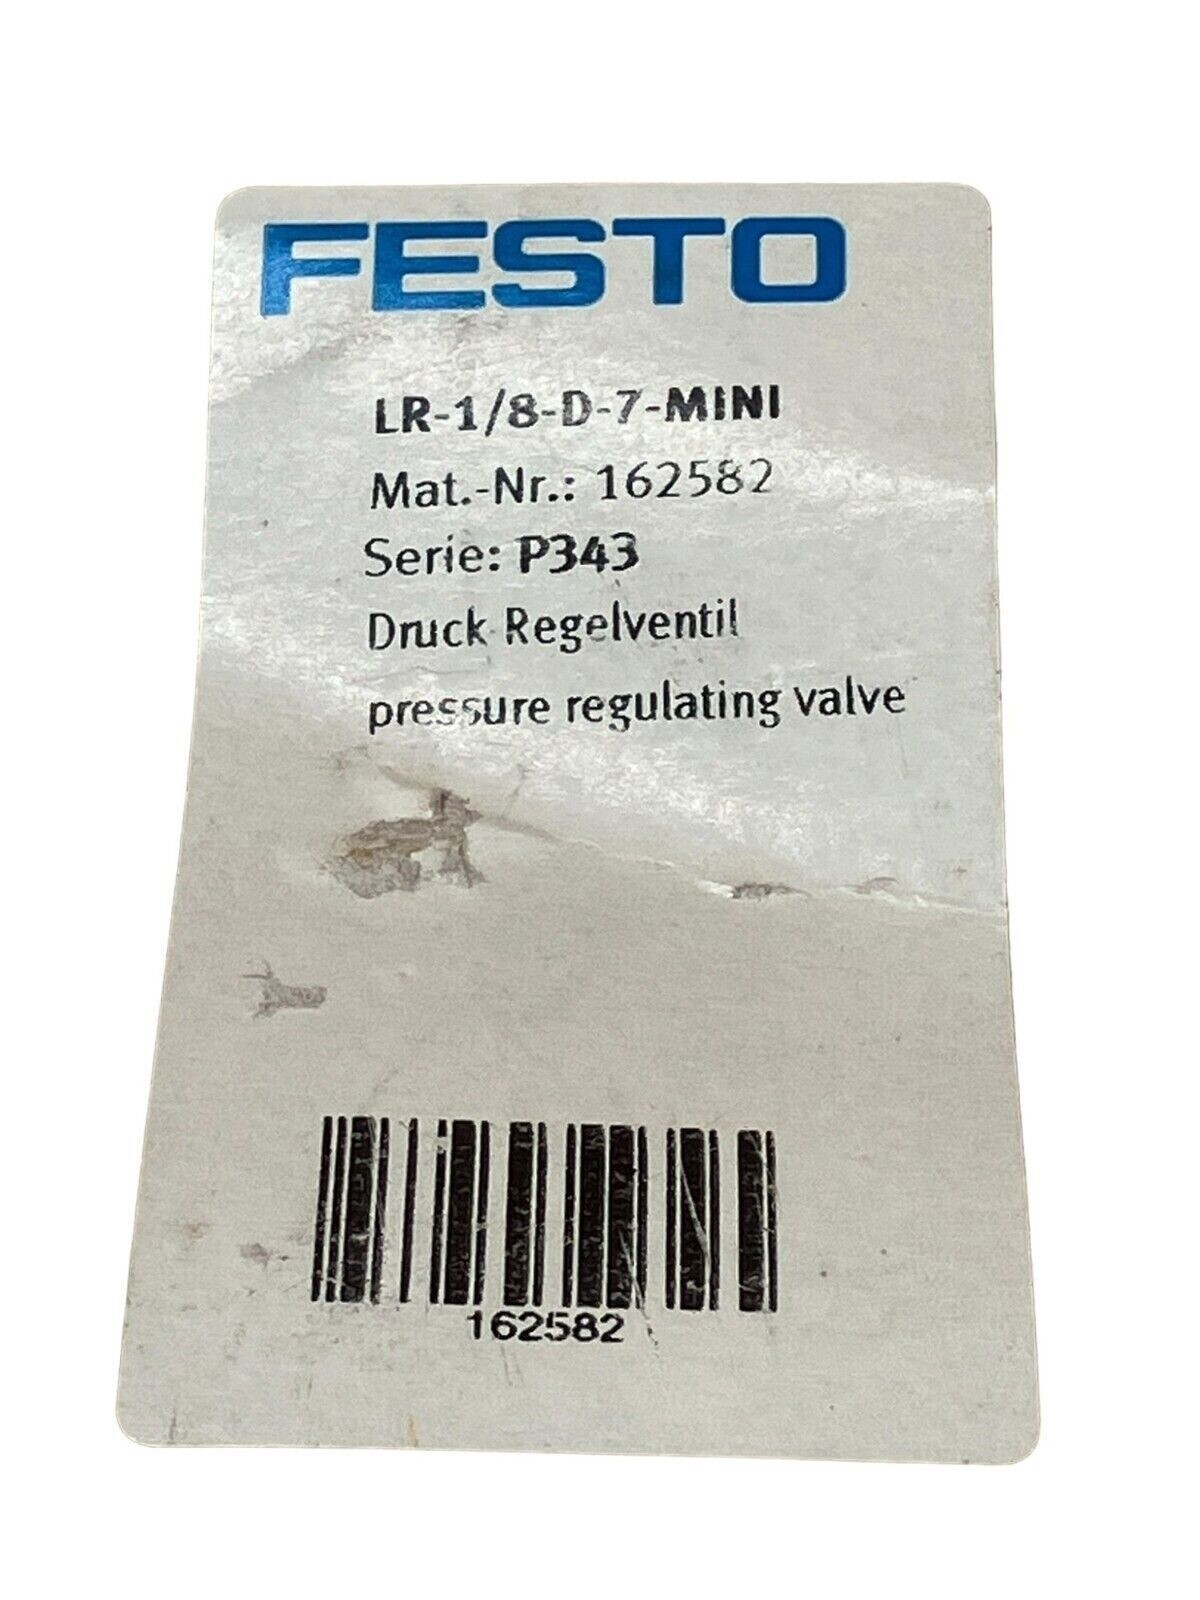 FESTO
LR-1/8-D-7-MINI
Mat.-Nr.: 162582
Serie: P343
Druck Regelventil
pressure regulating valve
162582